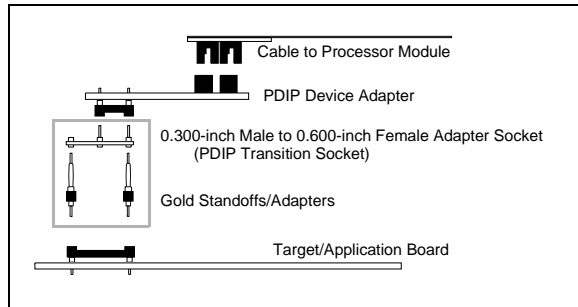 Cable to Processor Module
PDIP Device Adapter
0.300-inch Male to 0.600-inch Female Adapter Socket
(PDIP Transition Socket)
Gold Standoffs/Adapters
Target/Application Board